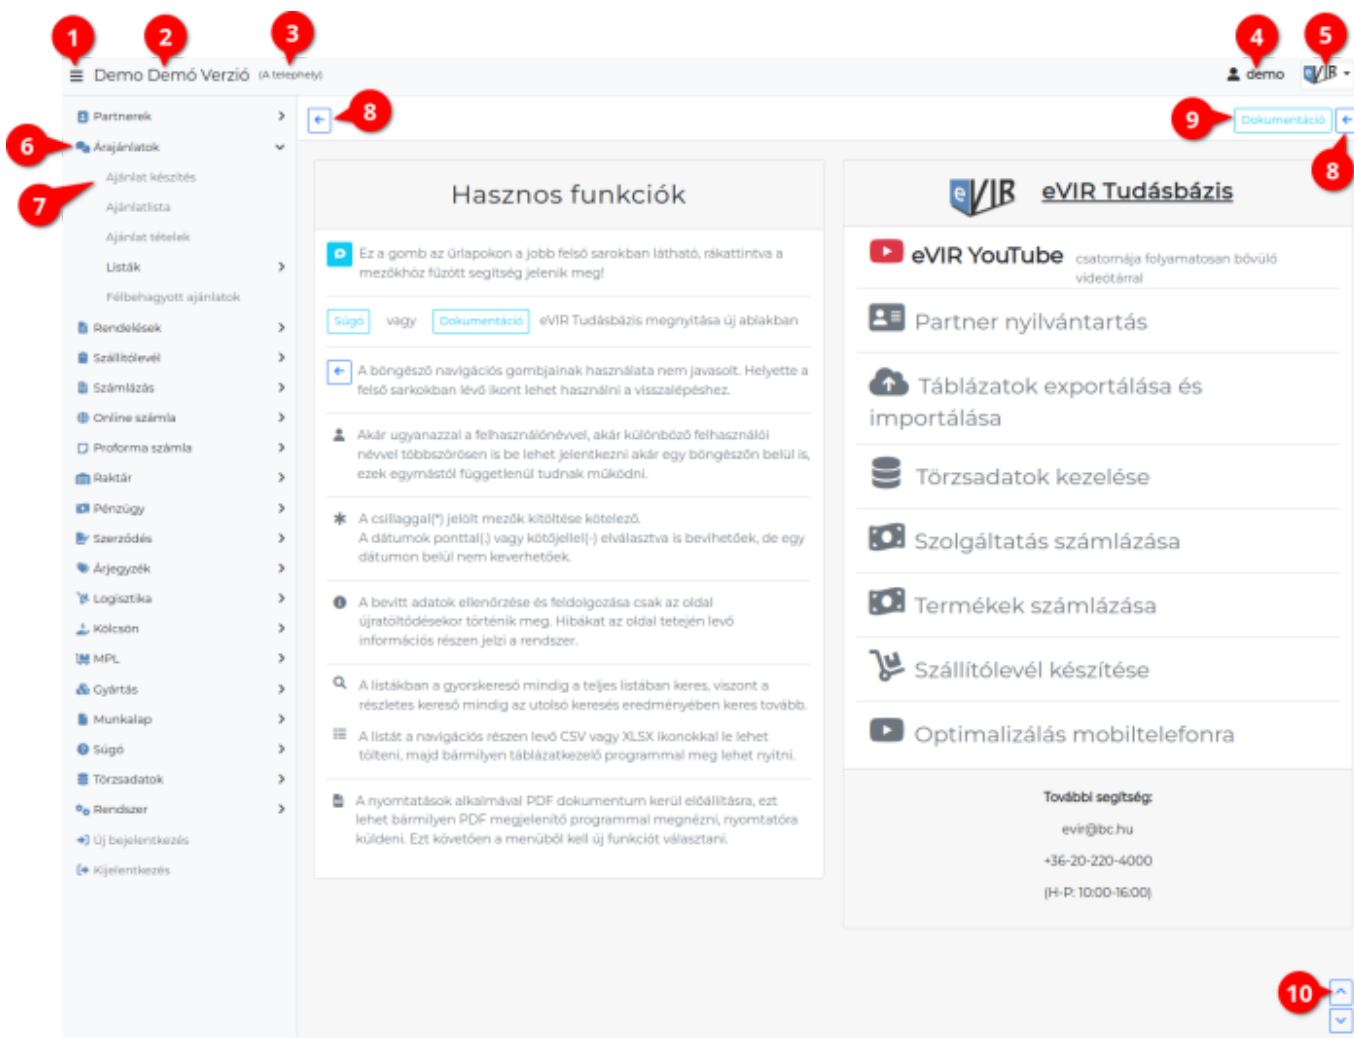 1
2
3
4
5
Demo Demó Verzió (A telephely)
demo
eVIR
Partnerek
8
9
Dokumentáció
8
6
Árajánlatok
7
Ajánlat készítés
Ajánlatlista
Ajánlat tételek
Listák
Félbehagyott ajánlatok
Rendelések
Szállítólevél
Számlázás
Online számla
Proforma számla
Raktár
Pénzügy
Szerződés
Árjegyzék
Logisztika
Kölcsön
MPL
Gyártás
Munkalap
Súgó
Törzsadatok
Rendszer
Új bejelentkezés
Kijelentkezés
Hasznos funkciók
Ez a gomb az űrlapokon a jobb felső sarokban látható, rákattintva a
mezőkhöz fűzött segítség jelenik meg!
Súgó vagy Dokumentáció eVIR Tudásbázis megnyitása új ablakban
A böngésző navigációs gombjainak használata nem javasolt. Helyette a
felső sarkokban lévő ikont lehet használni a visszalépéshez.
Akár ugyanazzal a felhasználónévvel, akár különböző felhasználói
névvel többszörösen is be lehet jelentkezni akár egy böngészőn belül is,
ezek egymástól függetlenül tudnak működni.
A csillaggal(*) jelölt mezők kitöltése kötelező.
A dátumok ponttal(.) vagy kötőjellel(-) elválasztva is bevihetőek, de egy
dátumon belül nem keverhetőek.
A bevitt adatok ellenőrzése és feldolgozása csak az oldal
újratöltődésekor történik meg. Hibákat az oldal tetején levő
információs részen jelzi a rendszer.
A listákban a gyorskereső mindig a teljes listában keres, viszont a
részletes kereső mindig az utolsó keresés eredményében keres tovább.
A listát a navigációs részen levő CSV vagy XLSX ikonokkal le lehet
tölteni, majd bármilyen táblázatkezelő programmal meg lehet nyitni.
A nyomtatások alkalmával PDF dokumentum kerül előállításra, ezt
lehet bármilyen PDF megjelenítő programmal megnézni, nyomtatóra
küldeni. Ezt követően a menüből kell új funkciót választani.
eVIR eVIR Tudásbázis
eVIR YouTube csatornája folyamatosan bővülő
videótárral
Partner nyilvántartás
Táblázatok exportálása és
importálása
Törzsadatok kezelése
Szolgáltatás számlázása
Termékek számlázása
Szállítólevél készítése
Optimalizálás mobiltelefonra
További segítség:
evir@bc.hu
+36-20-220-4000
(H-P: 10:00-16:00)
10